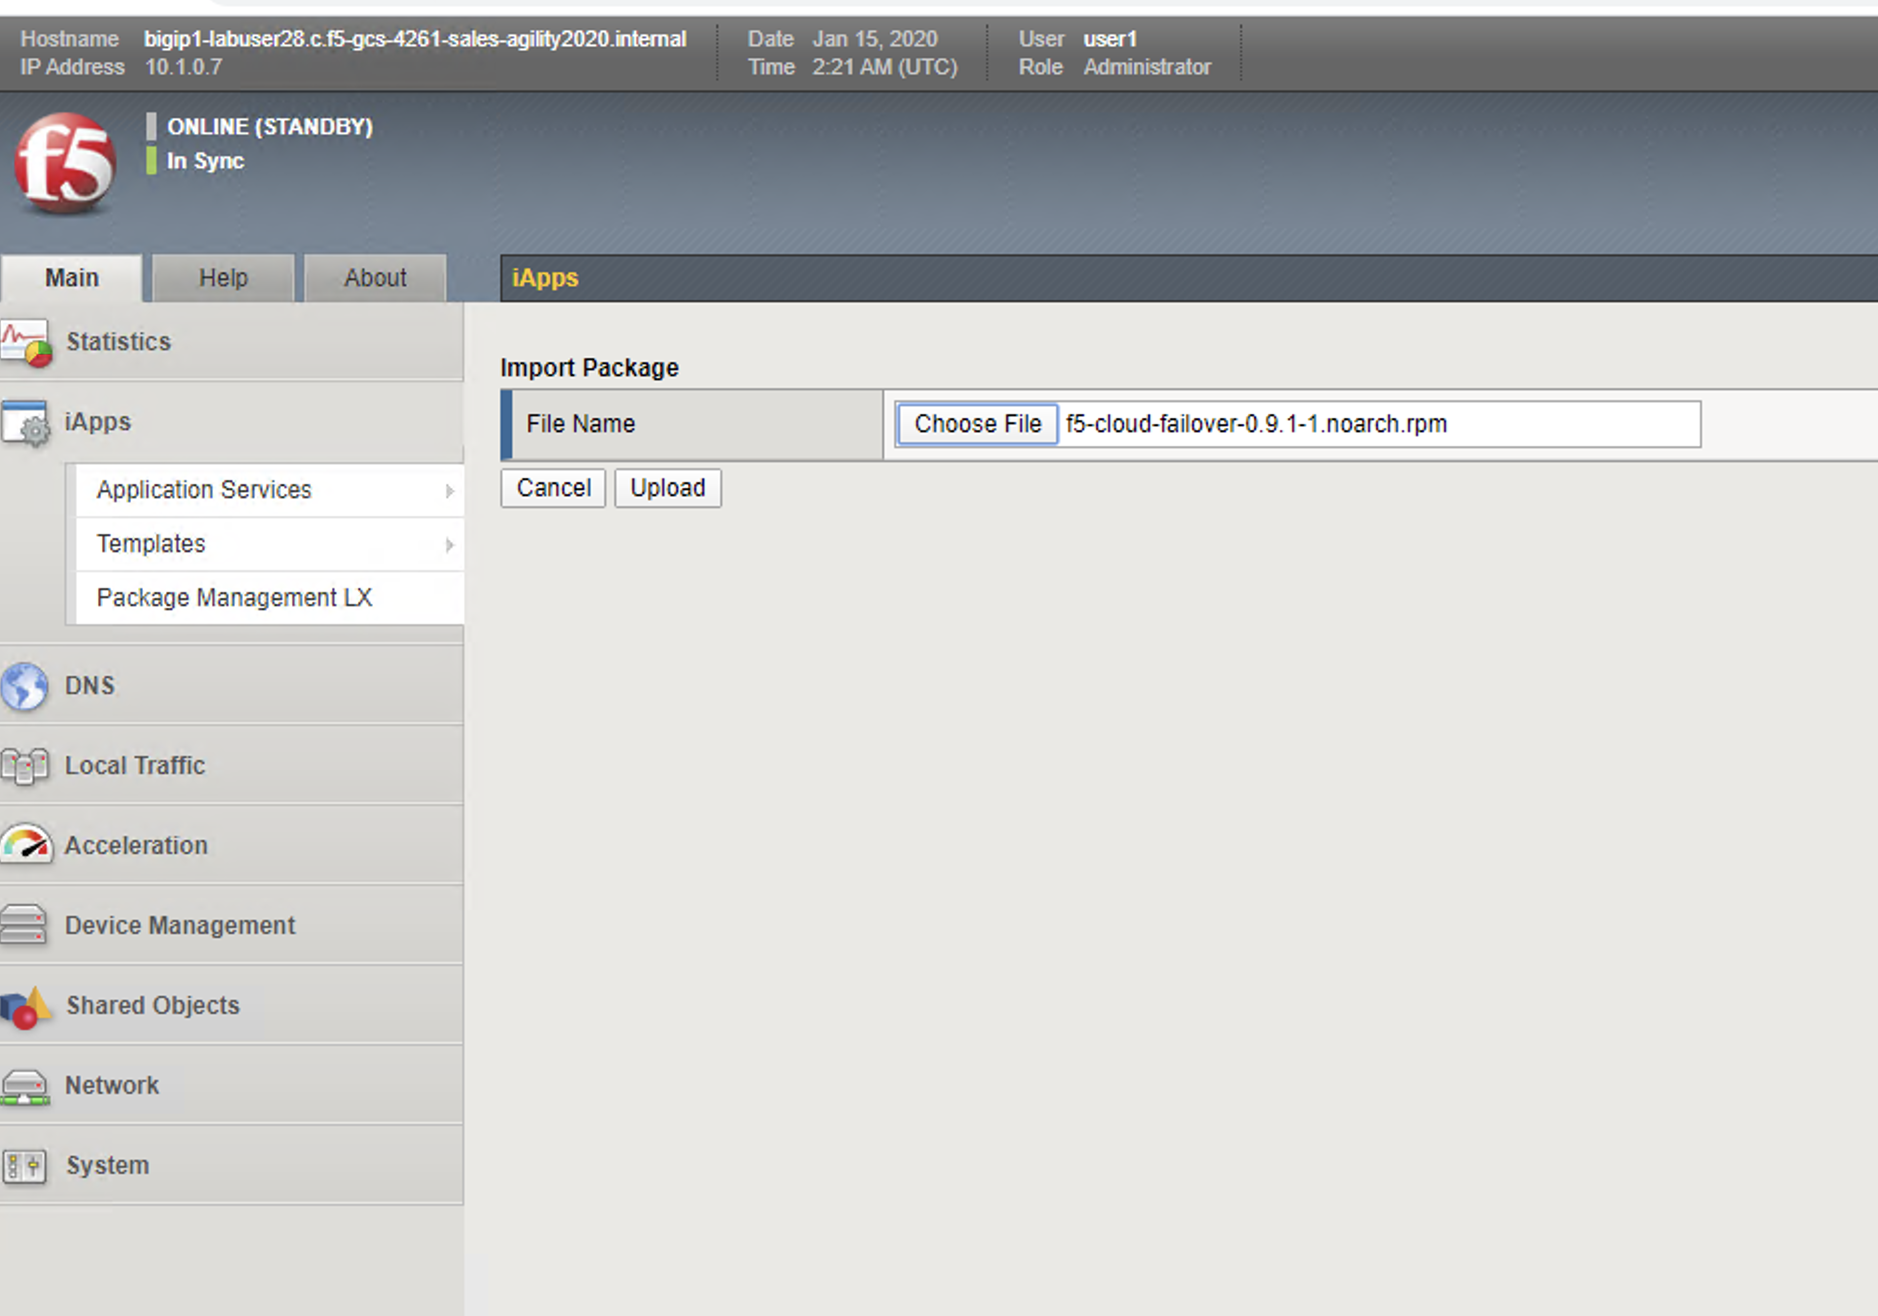 Hostname bigip1-labuser28.c.f5-gcs-4261-sales-agility2020.internal Date Jan 15, 2020 User user1
IP Address 10.1.0.7 Time 2:21 AM (UTC) Role Administrator
f5
ONLINE (STANDBY)
In Sync
Main Help About iApps
Statistics
Import Package
iApps
File Name Choose File f5-cloud-failover-0.9.1-1.noarch.rpm
Cancel Upload
Application Services
Templates
Package Management LX
DNS
Local Traffic
Acceleration
Device Management
Shared Objects
Network
System